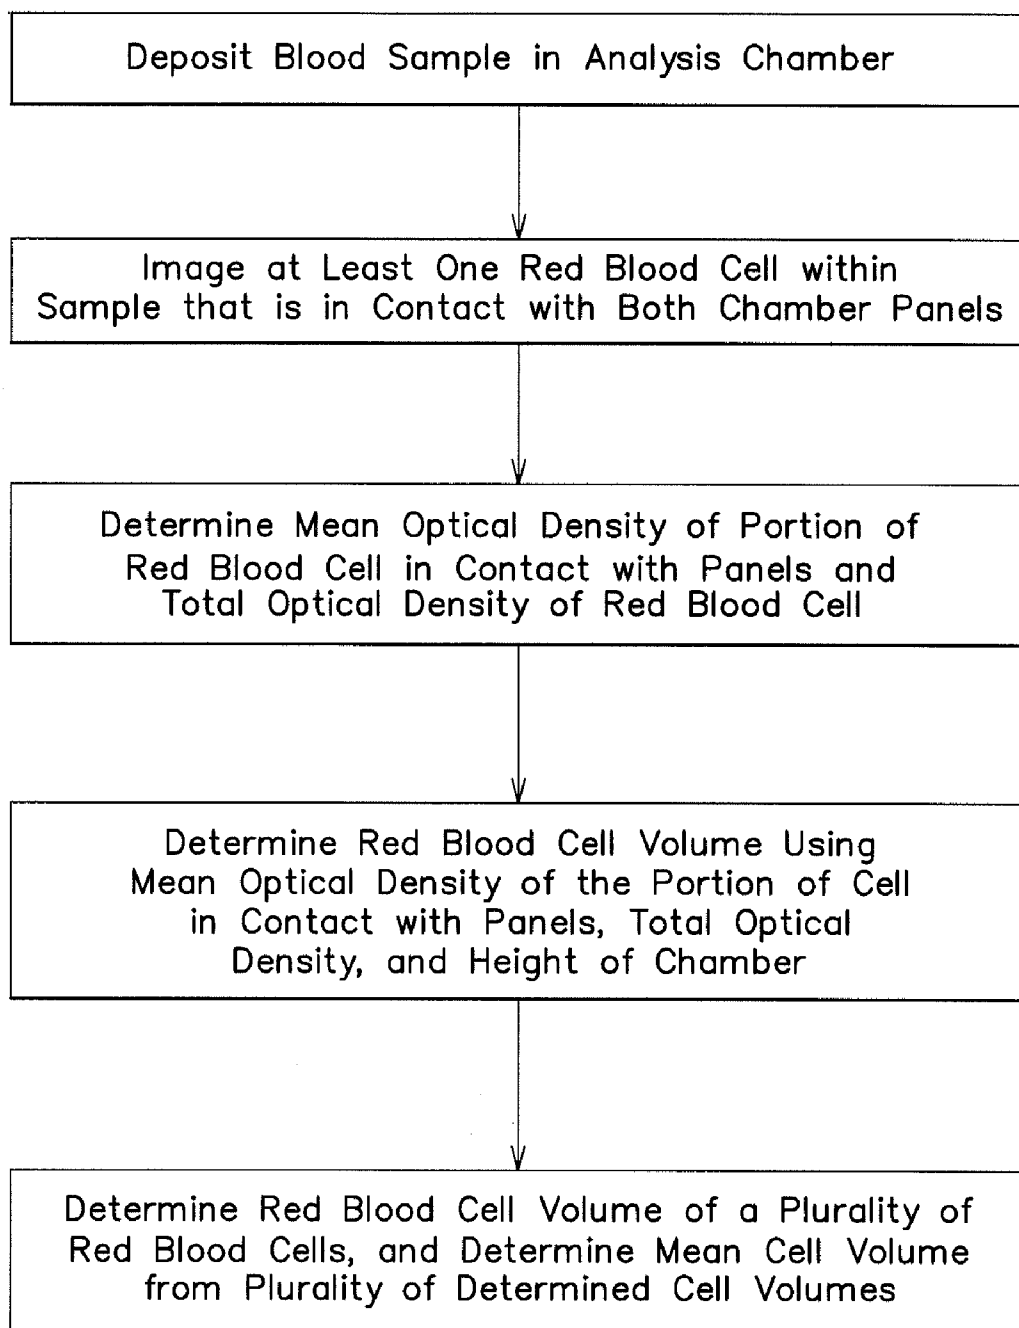 Deposit Blood Sample in Analysis Chamber
Image at Least One Red Blood Cell within
Sample that is in Contact with Both Chamber Panels
Determine Mean Optical Density of Portion of
Red Blood Cell in Contact with Panels and
Total Optical Density of Red Blood Cell
Determine Red Blood Cell Volume Using
Mean Optical Density of the Portion of Cell
in Contact with Panels, Total Optical
Density, and Height of Chamber
Determine Red Blood Cell Volume of a Plurality of
Red Blood Cells, and Determine Mean Cell Volume
from Plurality of Determined Cell Volumes